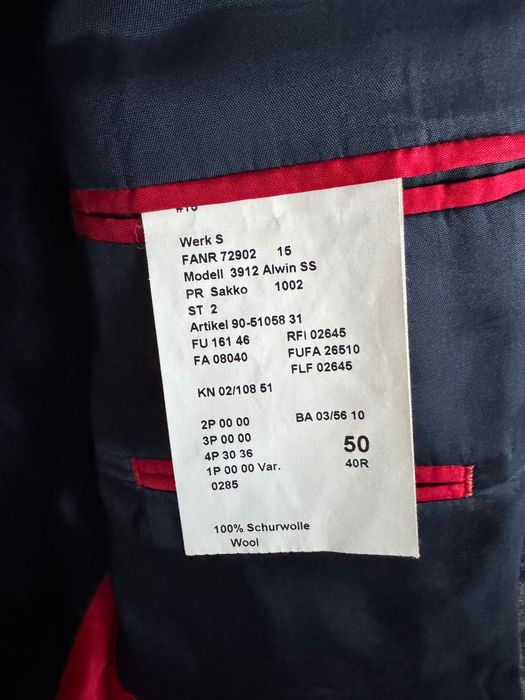 Werk S
FANR 72902 15
Modell 3912 Alwin SS
PR Sakko 1002
ST 2
Artikel 90-51058 31
FU 161 46 RFI 02645
FA 08040 FUFA 26510
FLF 02645
KN 02/108 51
2P 00 00 BA 03/56 10
3P 00 00
4P 30 36 50
1P 00 00 Var. 40R
0285
100% Schurwolle
Wool